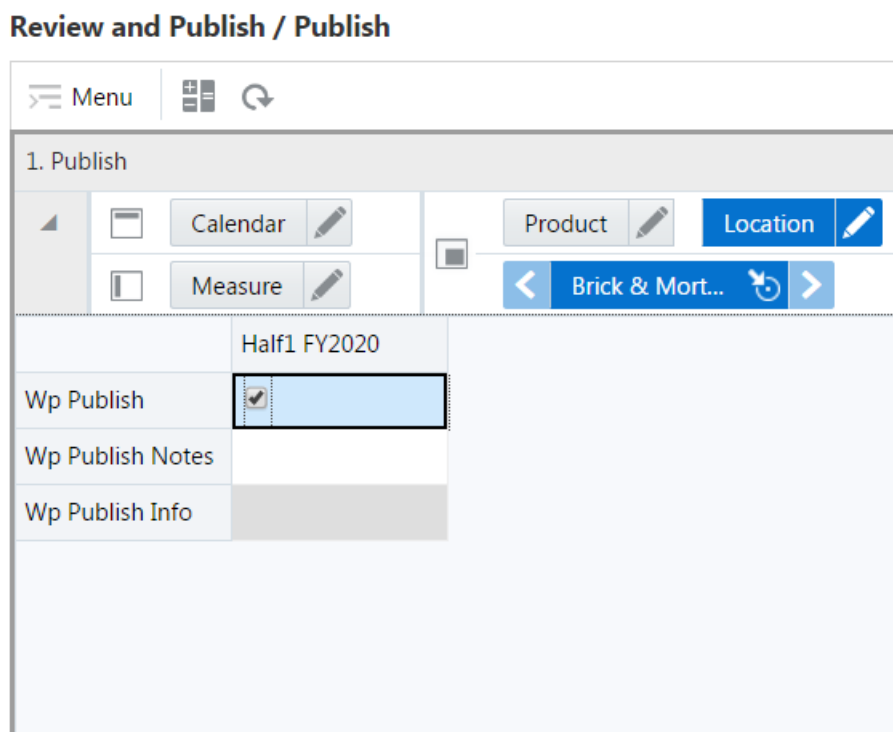 Review and Publish / Publish
Menu
1. Publish
Calendar Product Location
Measure Brick & Mort...
Half1 FY2020
Wp Publish
Wp Publish Notes
Wp Publish Info